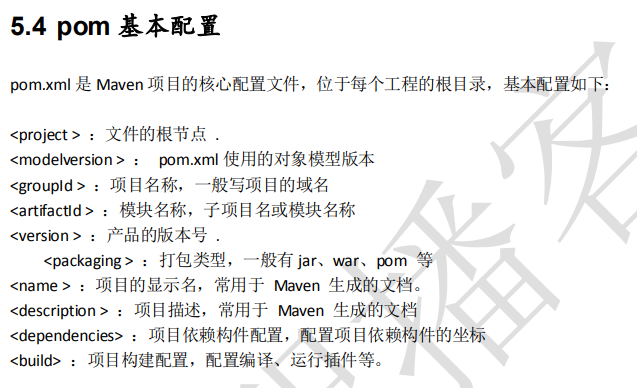 5.4 pom 基本配置
pom.xml 是 Maven 项目的核心配置文件，位于每个工程的根目录，基本配置如下：
<project > ：文件的根节点 .
<modelversion > ： pom.xml 使用的对象模型版本
<groupId > ：项目名称，一般写项目的域名
<artifactId > ：模块名称，子项目名或模块名称
<version > ：产品的版本号 .
<packaging > ：打包类型，一般有 jar、war、pom 等
<name > ：项目的显示名，常用于 Maven 生成的文档。
<description > ：项目描述，常用于 Maven 生成的文档
<dependencies> ：项目依赖构件配置，配置项目依赖构件的坐标
<build> ：项目构建配置，配置编译、运行插件等。
播客